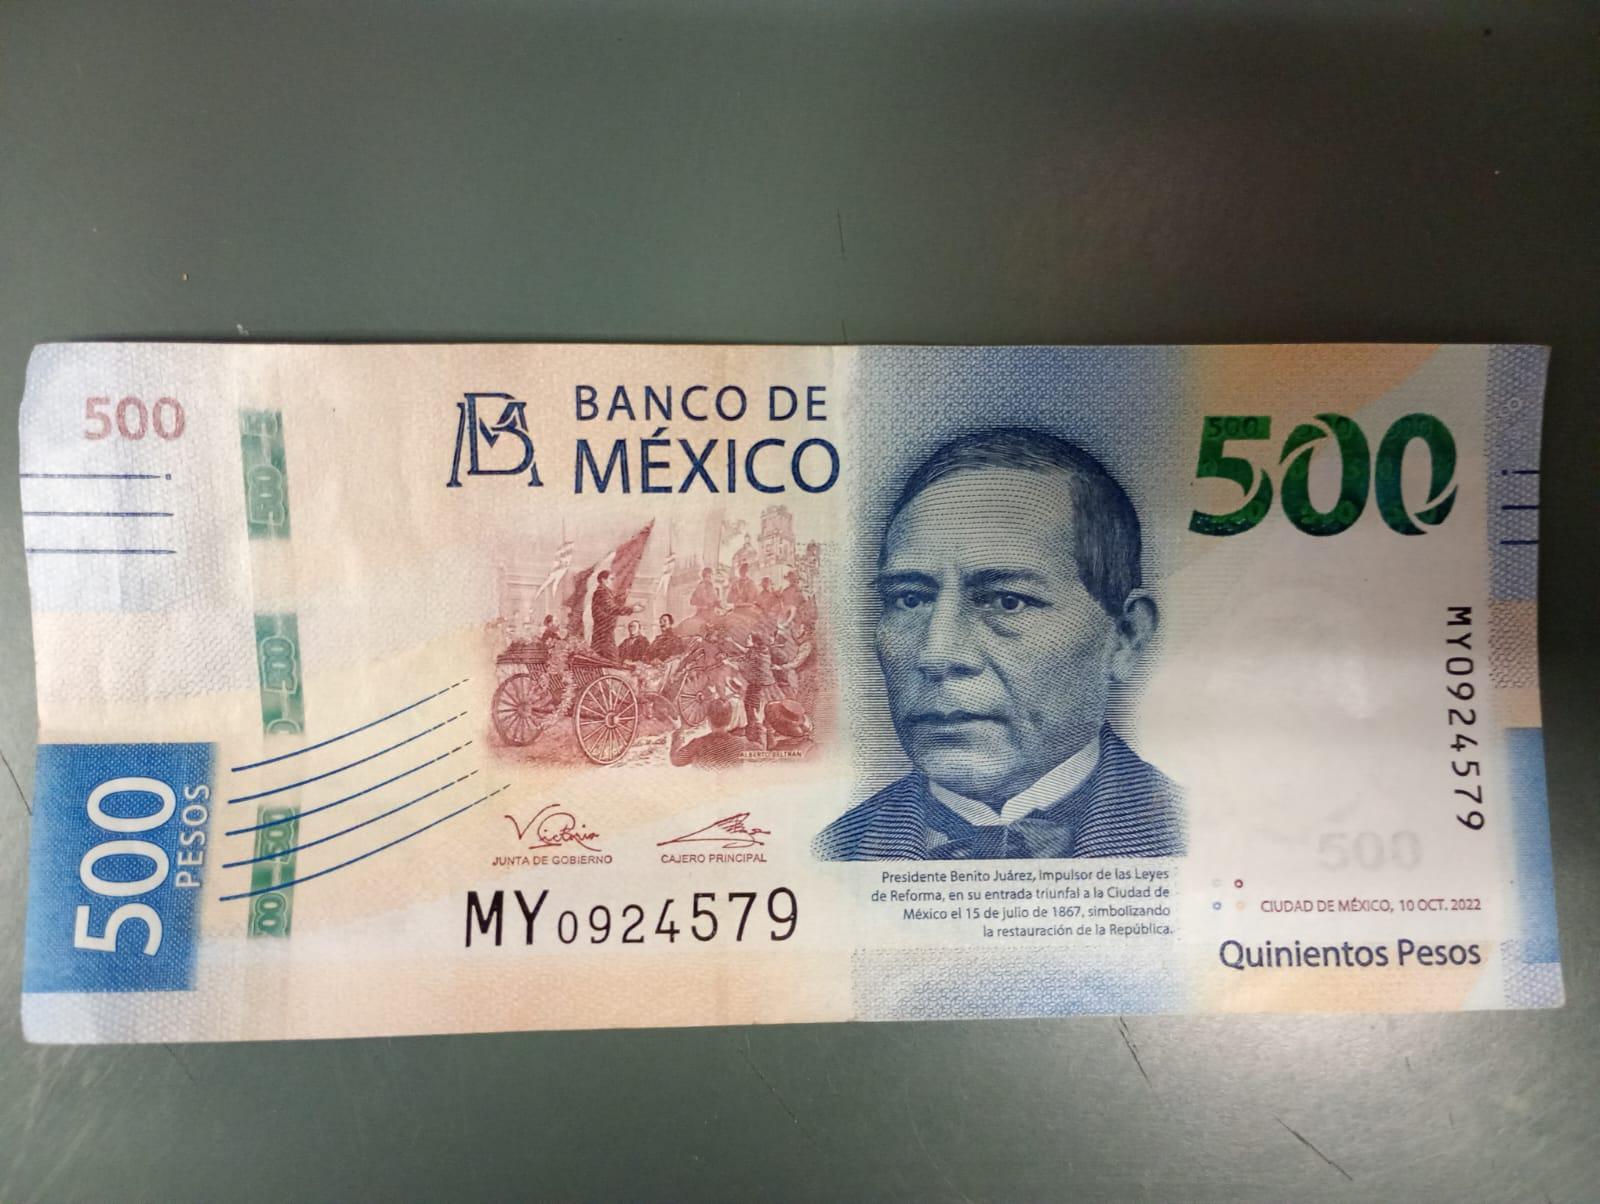 500
500 PESOS
BANCO DE
MÉXICO
ALBERTO BELTRÁN
JUNTA DE GOBIERNO
CAJERO PRINCIPAL
MY0924579
500
MY0924579
Presidente Benito Juárez, impulsor de las Leyes
de Reforma, en su entrada triunfal a la Ciudad de
México el 15 de julio de 1867, simbolizando
la restauración de la República.
500
CIUDAD DE MÉXICO, 10 OCT. 2022
Quinientos Pesos